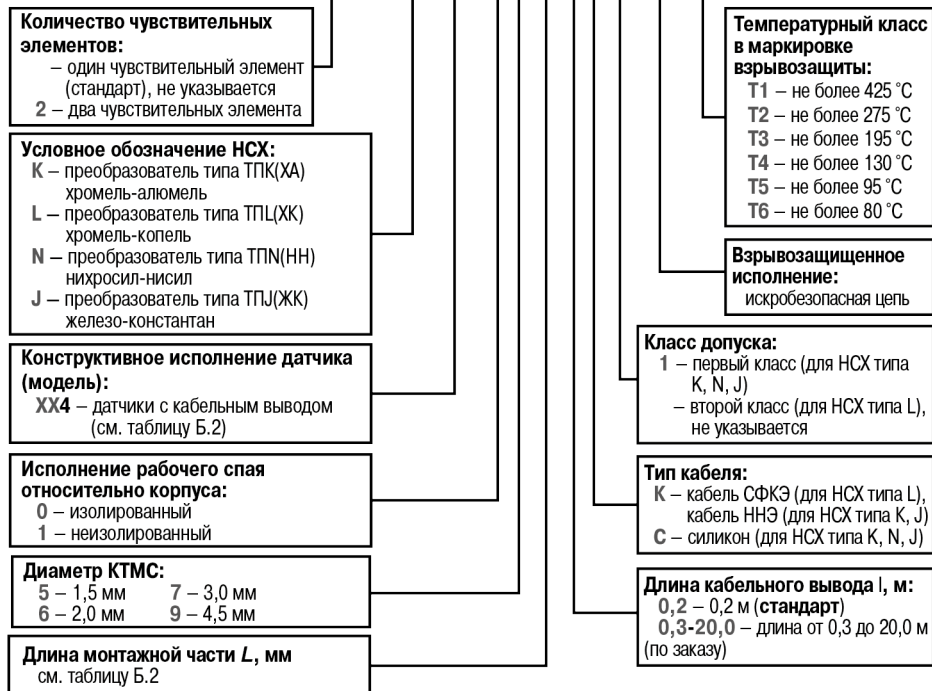 Количество чувствительных
элементов:
– один чувствительный элемент
(стандарт), не указывается
2 – два чувствительных элемента
Условное обозначение НСХ:
K – преобразователь типа ТПК(ХА)
хромель-алюмель
L – преобразователь типа ТПL(ХК)
хромель-копель
N – преобразователь типа ТПN(НН)
нихросил-нисил
J – преобразователь типа ТПJ(ЖК)
железо-константан
Конструктивное исполнение датчика
(модель):
XX4 – датчики с кабельным выводом
(см. таблицу Б.2)
Исполнение рабочего спая
относительно корпуса:
0 – изолированный
1 – неизолированный
Диаметр КТМС:
5 – 1,5 мм 7 – 3,0 мм
6 – 2,0 мм 9 – 4,5 мм
Длина монтажной части L, мм
см. таблицу Б.2
Температурный класс
в маркировке
взрывозащиты:
T1 – не более 425 °C
T2 – не более 275 °C
T3 – не более 195 °C
T4 – не более 130 °C
T5 – не более 95 °C
T6 – не более 80 °C
Взрывозащищенное
исполнение:
искробезопасная цепь
Класс допуска:
1 – первый класс (для НСХ типа
K, N, J)
– второй класс (для НСХ типа L),
не указывается
Тип кабеля:
К – кабель СФКЭ (для НСХ типа L),
кабель ННЭ (для НСХ типа K, J)
С – силикон (для НСХ типа K, N, J)
Длина кабельного вывода l, м:
0,2 – 0,2 м (стандарт)
0,3-20,0 – длина от 0,3 до 20,0 м
(по заказу)